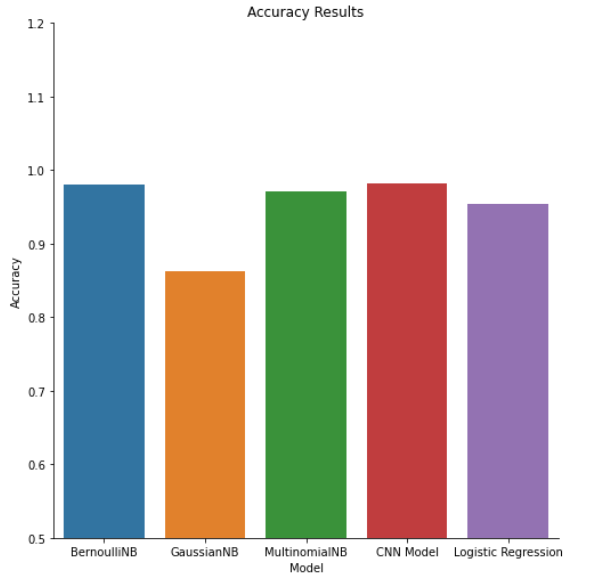 Accuracy Results
1.2
1.1
1.0
0.9
0.8
0.7
0.6
0.5
Accuracy
BernoulliNB GaussianNB MultinomialNB CNN Model Logistic Regression
Model